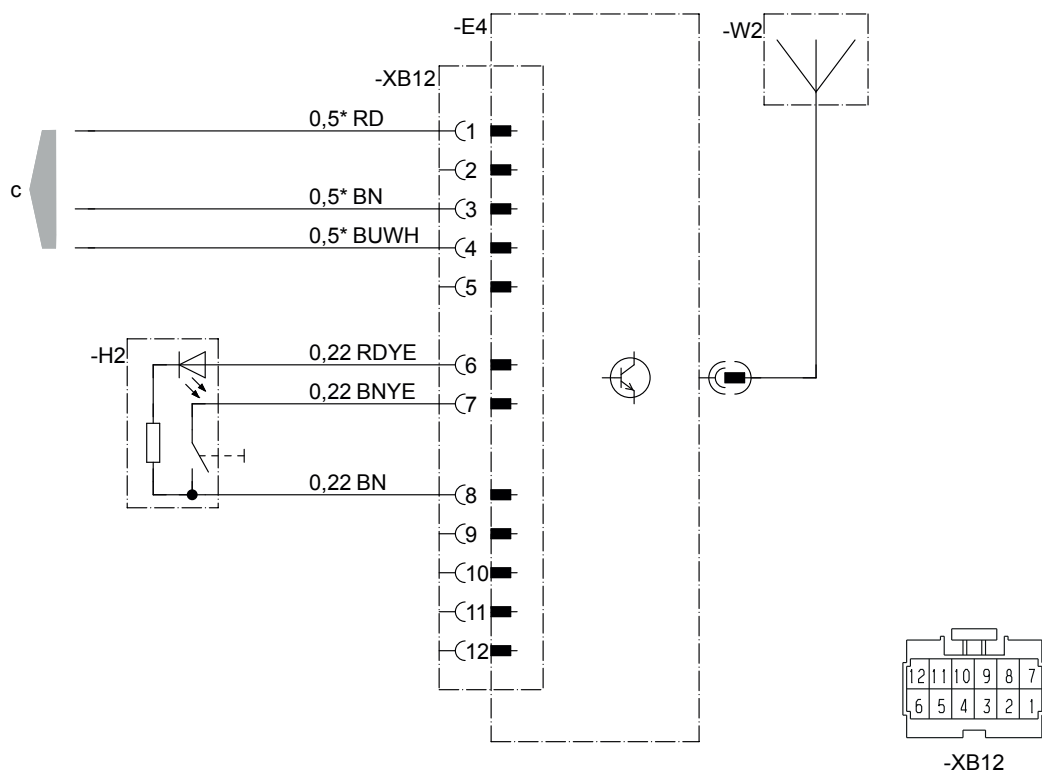 -E4
-W2
-XB12
0,5* RD
1
2
c
0,5* BN
3
0,5* BUWH
4
5
-H2
0,22 RDYE
6
0,22 BNYE
7
0,22 BN
8
9
10
11
12
12 11 10 9 8 7
6 5 4 3 2 1
-XB12